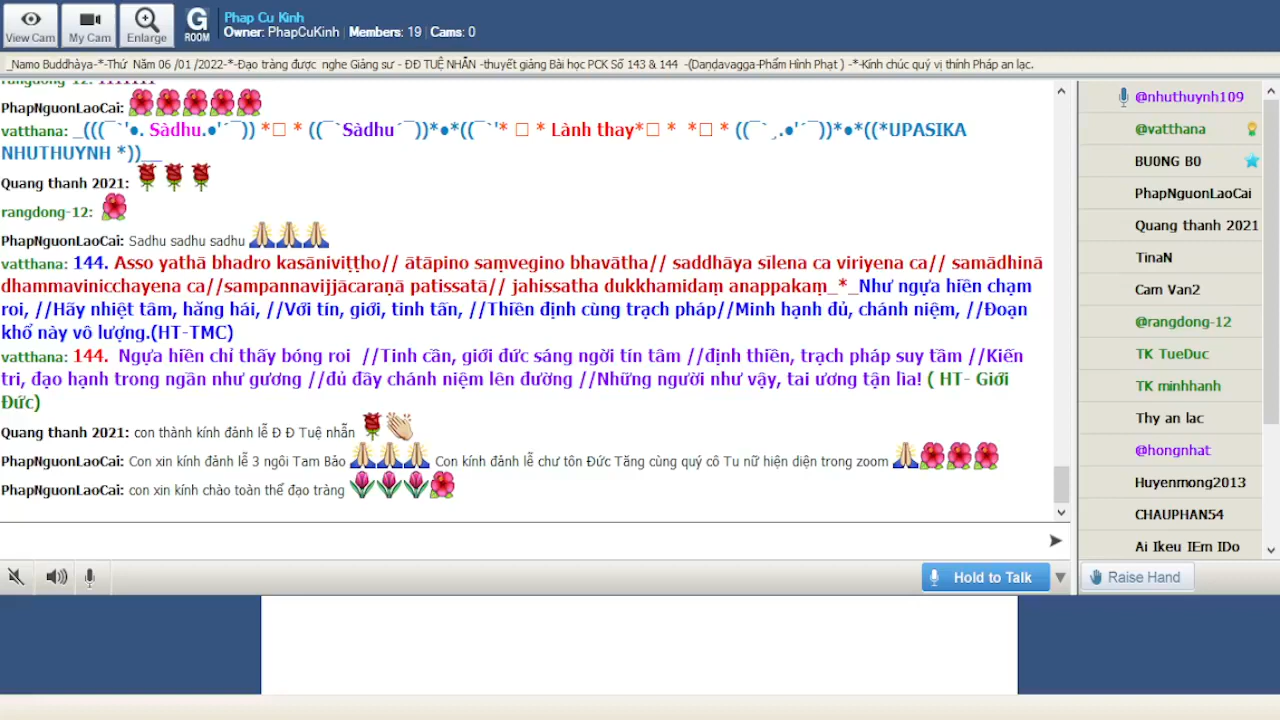 View Cam
My Cam
Enlarge
G
ROOM
Phap Cu Kinh
Owner: PhapCuKinh | Members: 19 | Cams: 0
_Namo Buddhàya-*-Thứ Năm 06 /01 /2022-*-Đạo tràng được nghe Giảng sư - ĐĐ TUỆ NHẪN -thuyết giảng Bài học PCK Số 143 & 144 -(Daṇḍavagga-Phẩm Hình Phạt ) -*-Kính chúc quý vị thính Pháp an lạc.
PhapNguonLaoCai:
vatthana: _(((¯`'●. Sàdhu.●'´¯)) *□ * ((¯`Sàdhu´¯))*●*((¯`'* □ * Lành thay*□ * *□ * ((¯`¸.●'´¯))*●*((*UPASIKA
NHUTHUYNH *))__
Quang thanh 2021:
rangdong-12:
PhapNguonLaoCai: Sadhu sadhu sadhu
vatthana: 144. Asso yathā bhadro kasāniviṭṭho// ātāpino saṃvegino bhavātha// saddhāya sīlena ca viriyena ca// samādhinā
dhammavinicchayena ca//sampannavijjācaraṇā patissatā// jahissatha dukkhamidaṃ anappakaṃ_*_Như ngựa hiền chạm
roi, //Hãy nhiệt tâm, hăng hái, //Với tín, giới, tinh tấn, //Thiền định cùng trạch pháp//Minh hạnh đủ, chánh niệm, //Đoạn
khổ này vô lượng.(HT-TMC)
vatthana: 144. Ngựa hiền chỉ thấy bóng roi //Tinh cần, giới đức sáng ngời tín tâm //định thiền, trạch pháp suy tầm //Kiến
tri, đạo hạnh trong ngần như gương //đủ đầy chánh niệm lên đường //Những người như vậy, tai ương tận lìa! ( HT- Giới
Đức)
Quang thanh 2021: con thành kính đảnh lễ Đ Đ Tuệ nhẫn
PhapNguonLaoCai: Con xin kính đảnh lễ 3 ngôi Tam Bảo Con kính đảnh lễ chư tôn Đức Tăng cùng quý cô Tu nữ hiện diện trong zoom
PhapNguonLaoCai: con xin kính chào toàn thể đạo tràng
@nhuthuynh109
@vatthana
BU0NG B0
PhapNguonLaoCai
Quang thanh 2021
TinaN
Cam Van2
@rangdong-12
TK TueDuc
TK minhhanh
Thy an lac
@hongnhat
Huyenmong2013
CHAUPHAN54
Ai Ikeu IEm IDo
Hold to Talk
Raise Hand